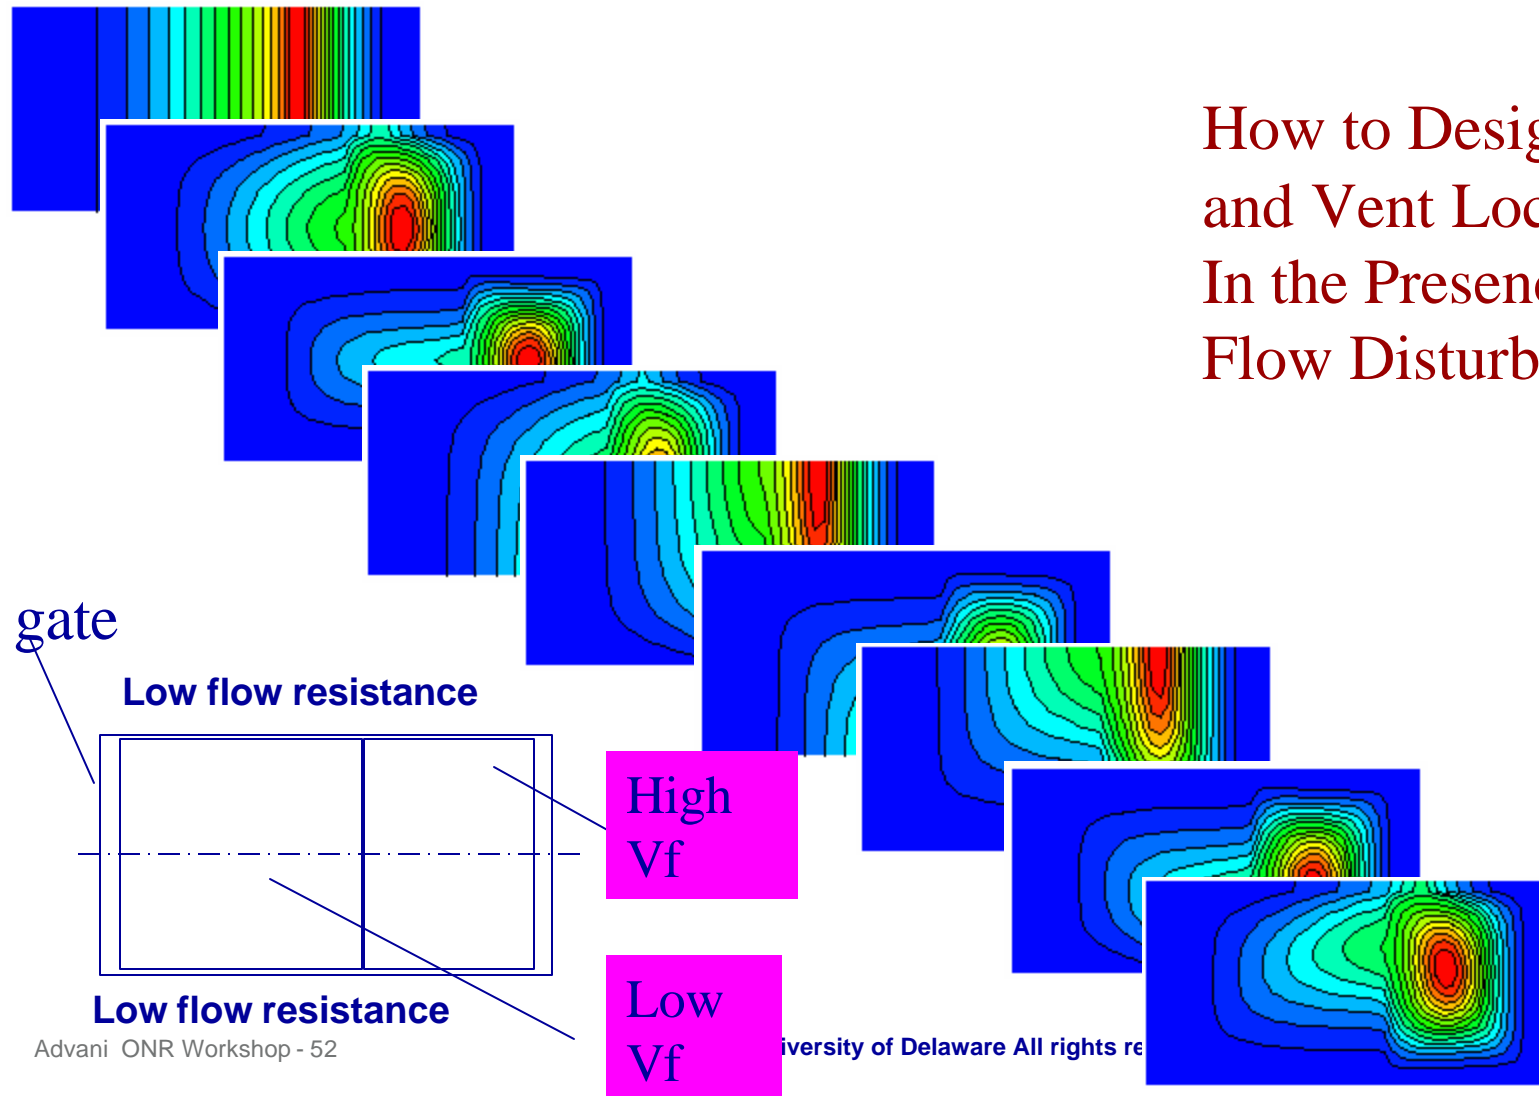 How to Desig
and Vent Loc
In the Presen
Flow Disturb
gate
Low flow resistance
High
Vf
Low flow resistance
Low
Vf
Advani ONR Workshop - 52
iversity of Delaware All rights re